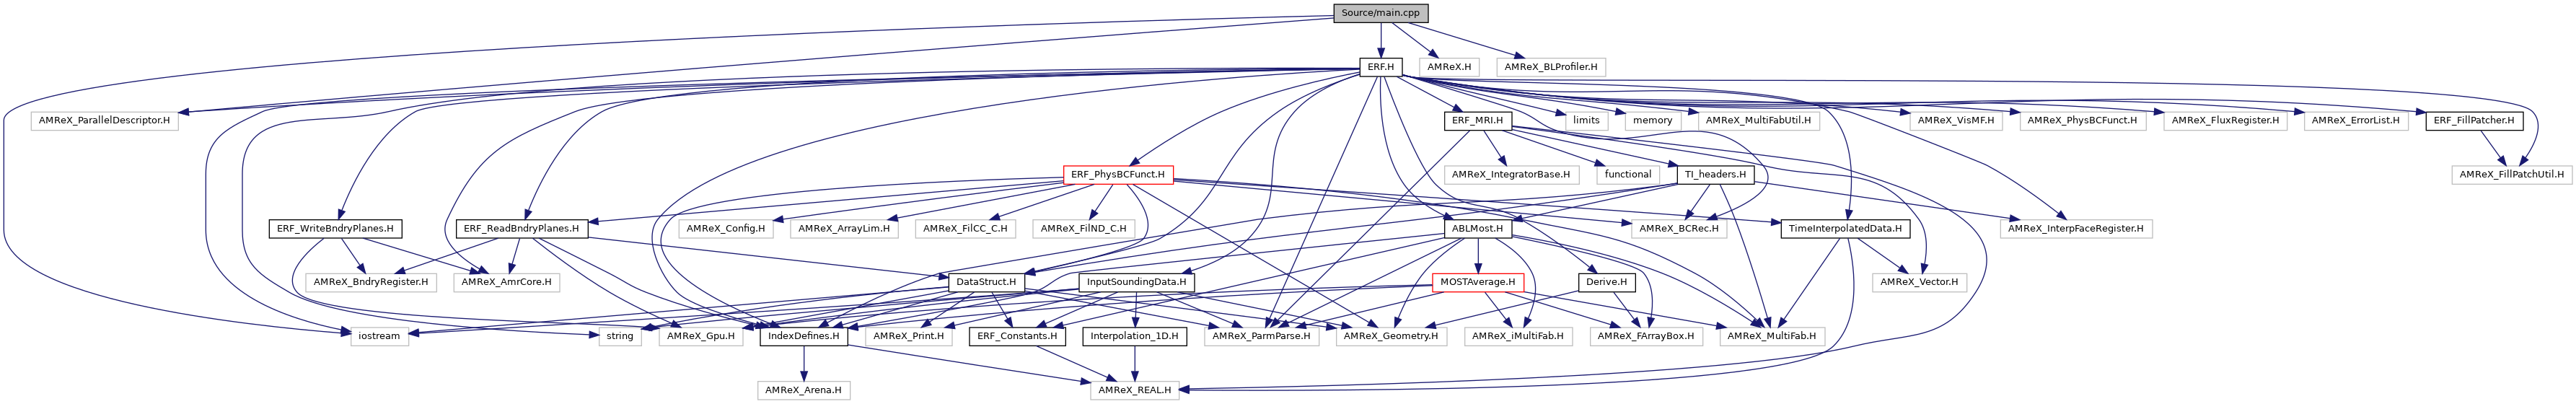 Source/main.cpp
ERF.H
AMReX.H
AMReX_BLProfiler.H
AMReX_ParallelDescriptor.H
ERF_MRI.H
limits
memory
AMReX_MultiFabUtil.H
AMReX_VisMF.H
AMReX_PhysBCFunct.H
AMReX_FluxRegister.H
AMReX_ErrorList.H
ERF_FillPatcher.H
ERF_PhysBCFunct.H
AMReX_IntegratorBase.H
functional
TI_headers.H
AMReX_FillPatchUtil.H
ERF_WriteBndryPlanes.H
ERF_ReadBndryPlanes.H
AMReX_Config.H
AMReX_ArrayLim.H
AMReX_FilCC_C.H
AMReX_FilND_C.H
ABLMost.H
AMReX_BCRec.H
TimeInterpolatedData.H
AMReX_InterpFaceRegister.H
AMReX_BndryRegister.H
AMReX_AmrCore.H
DataStruct.H
InputSoundingData.H
MOSTAverage.H
Derive.H
AMReX_Vector.H
iostream
string
AMReX_Gpu.H
IndexDefines.H
AMReX_Print.H
ERF_Constants.H
Interpolation_1D.H
AMReX_ParmParse.H
AMReX_Geometry.H
AMReX_iMultiFab.H
AMReX_FArrayBox.H
AMReX_MultiFab.H
AMReX_Arena.H
AMReX_REAL.H